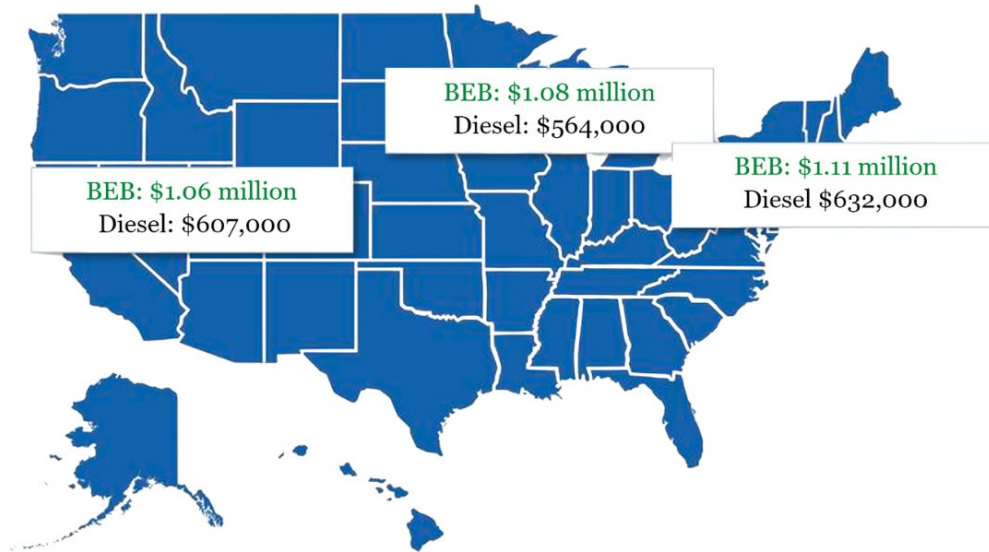 BEB: $1.08 million
Diesel: $564,000
BEB: $1.11 million
Diesel $632,000
BEB: $1.06 million
Diesel: $607,000